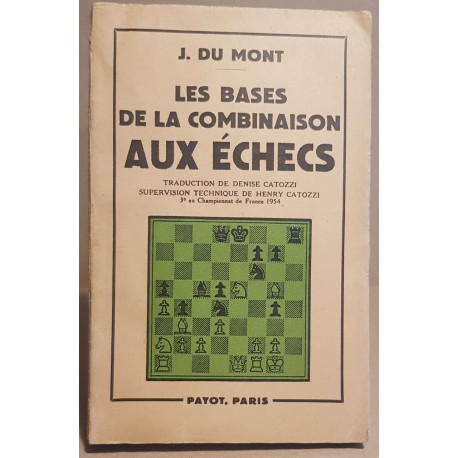 J. DU MONT
LES BASES
DE LA COMBINAISON
AUX ÉCHECS
TRADUCTION DE DENISE CATOZZI
SUPERVISION TECHNIQUE DE HENRY CATOZZI
3e au Championnat de France 1954
PAYOT, PARIS